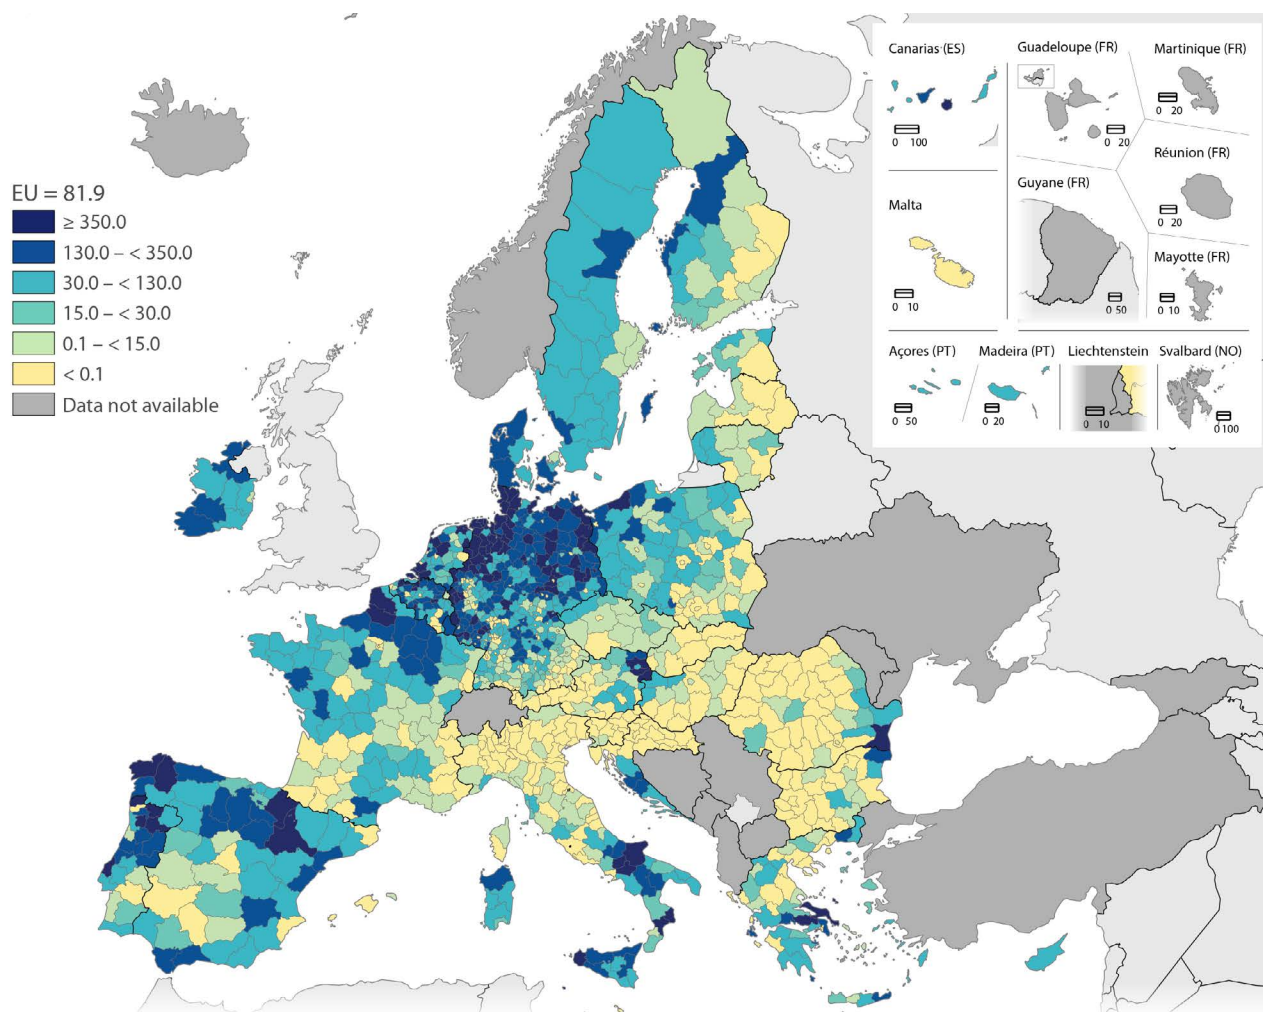 EU = 81.9
≥ 350.0
130.0 – < 350.0
30.0 – < 130.0
15.0 – < 30.0
0.1 – < 15.0
< 0.1
Data not available
Canarias (ES)
0 100
Guadeloupe (FR)
0 20
Martinique (FR)
0 20
Malta
0 10
Guyane (FR)
0 50
Réunion (FR)
0 20
Mayotte (FR)
0 10
Açores (PT)
0 50
Madeira (PT)
0 20
Liechtenstein
0 10
Svalbard (NO)
0 100